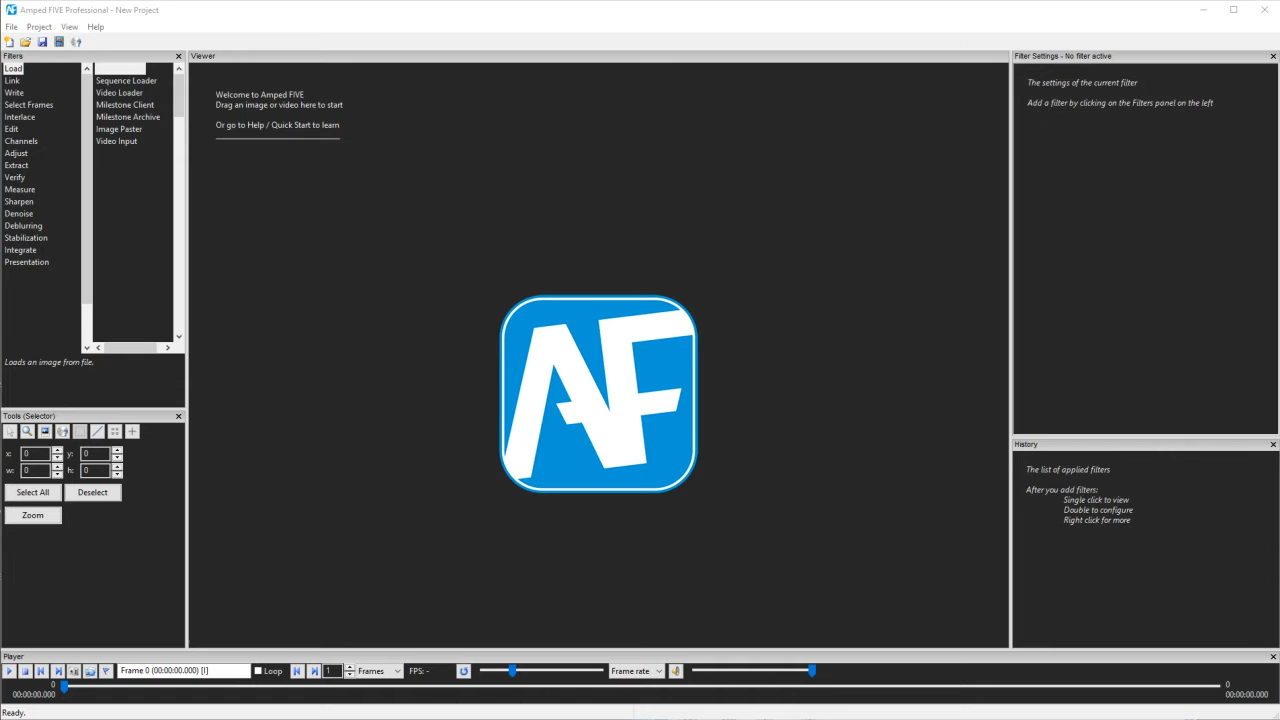 Amped FIVE Professional - New Project
File Project View Help
Filters
Load
Link
Write
Select Frames
Interlace
Edit
Channels
Adjust
Extract
Verify
Measure
Sharpen
Denoise
Deblurring
Stabilization
Integrate
Presentation
Sequence Loader
Video Loader
Milestone Client
Milestone Archive
Image Paster
Video Input
Loads an image from file.
Tools (Selector)
x: 0 y: 0
w: 0 h: 0
Select All Deselect
Zoom
Viewer
Welcome to Amped FIVE
Drag an image or video here to start
Or go to Help / Quick Start to learn
AF
Filter Settings - No filter active
The settings of the current filter
Add a filter by clicking on the Filters panel on the left
History
The list of applied filters
After you add filters:
Single click to view
Double to configure
Right click for more
Player
Frame 0 (00:00:00.000) [I] Loop 1 Frames FPS: - Frame rate
0 0
00:00:00.000 00:00:00.000
Ready.